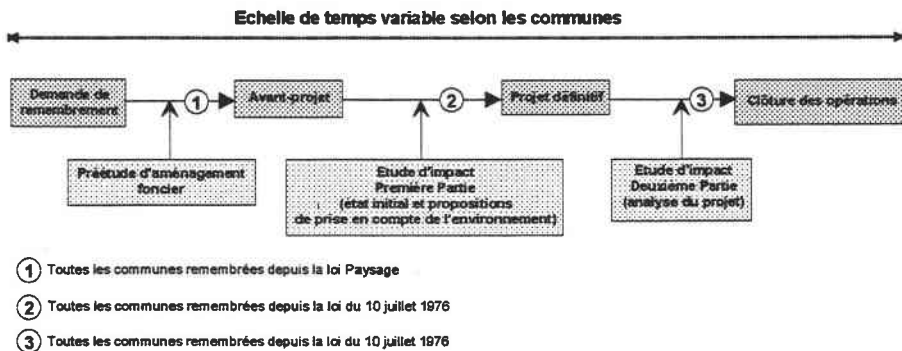 Echelle de temps variable selon les communes
Demande de
remembrement
1
Avant-projet
2
Projet définitif
3
Clôture des opérations
Préétude d'aménagement
foncier
Etude d'impact
Première Partie
(état initial et propositions
de prise en compte de l'environnement)
Etude d'impact
Deuxième Partie
(analyse du projet)
1 Toutes les communes remembrées depuis la loi Paysage
2 Toutes les communes remembrées depuis la loi du 10 juillet 1976
3 Toutes les communes remembrées depuis la loi du 10 juillet 1976